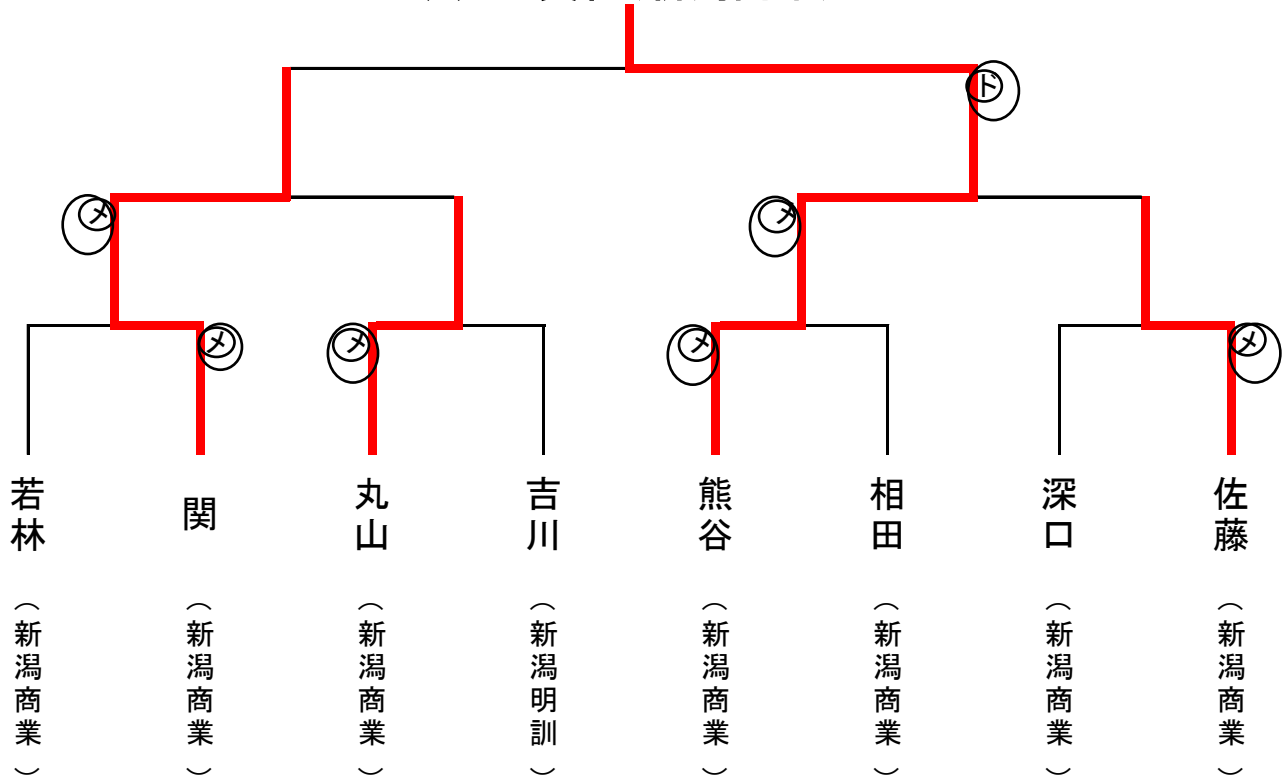 ド
メ
メ
メ
メ
メ
メ
若林
関
丸山
吉川
熊谷
相田
深口
佐藤
（新潟商業）
（新潟商業）
（新潟商業）
（新潟明訓）
（新潟商業）
（新潟商業）
（新潟商業）
（新潟商業）